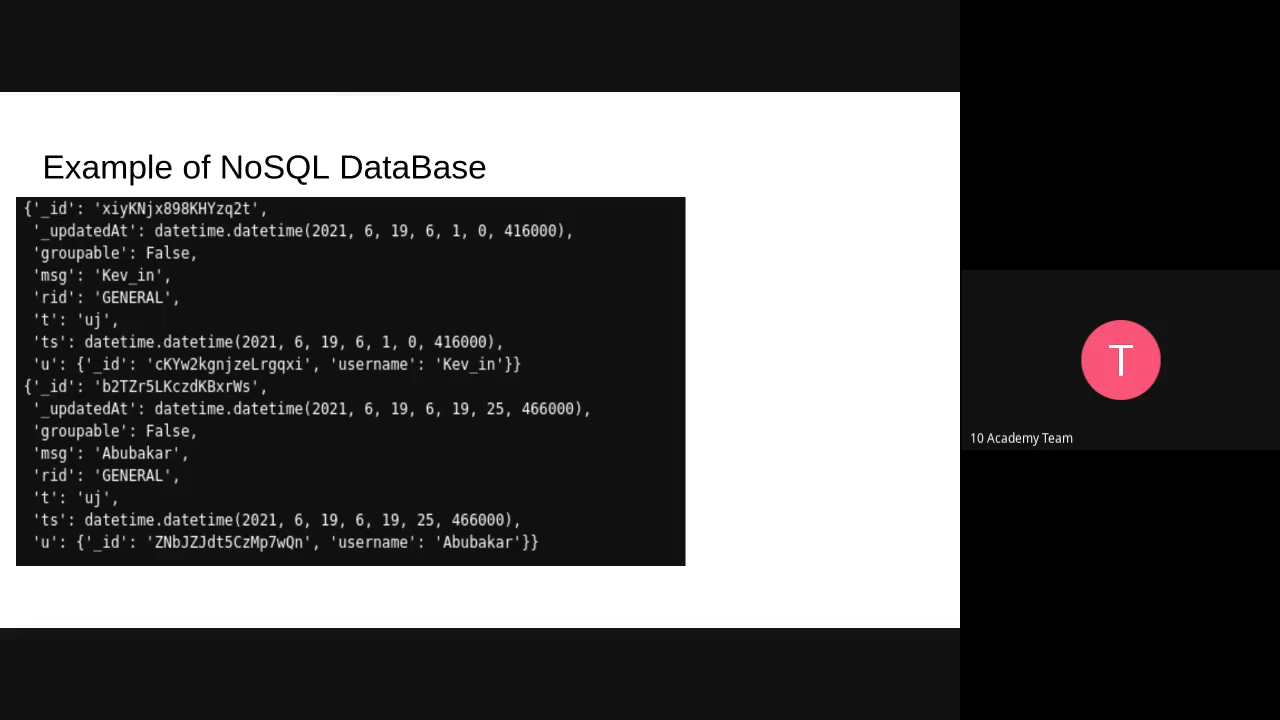 Example of NoSQL DataBase
{'_id': 'xiyKNjx898KHYzq2t',
'_updatedAt': datetime.datetime(2021, 6, 19, 6, 1, 0, 416000),
'groupable': False,
'msg': 'Kev_in',
'rid': 'GENERAL',
't': 'uj',
'ts': datetime.datetime(2021, 6, 19, 6, 1, 0, 416000),
'u': {'_id': 'cKYw2kgnjzeLrgqxi', 'username': 'Kev_in'}}
{'_id': 'b2TZr5LKczdKBxrWs',
'_updatedAt': datetime.datetime(2021, 6, 19, 6, 19, 25, 466000),
'groupable': False,
'msg': 'Abubakar',
'rid': 'GENERAL',
't': 'uj',
'ts': datetime.datetime(2021, 6, 19, 6, 19, 25, 466000),
'u': {'_id': 'ZNbJZJdt5CzMp7wQn', 'username': 'Abubakar'}}
T
10 Academy Team